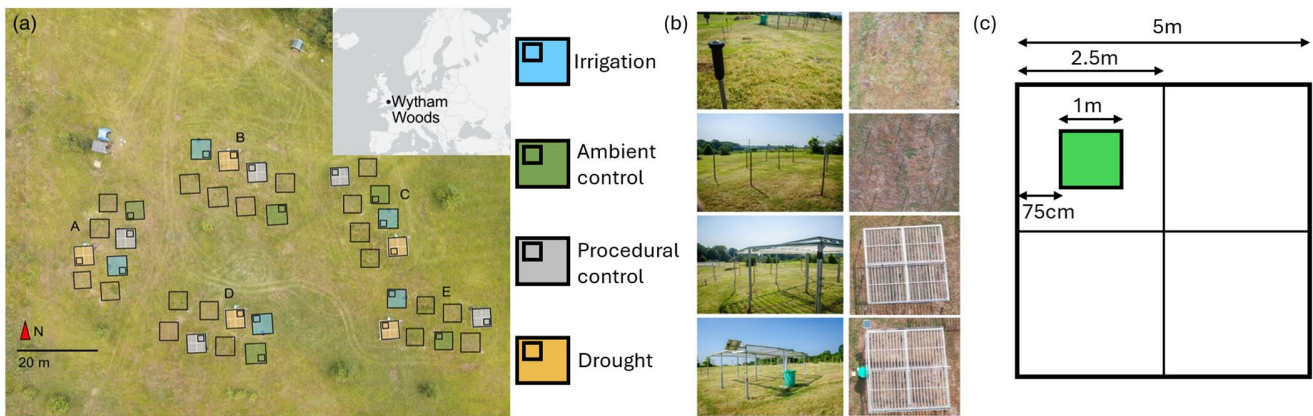 (a)
Wytham
Woods
B
C
A
D
E
N
20 m
Irrigation
Ambient
control
Procedural
control
Drought
(b)
(c)
5m
2.5m
1m
75cm